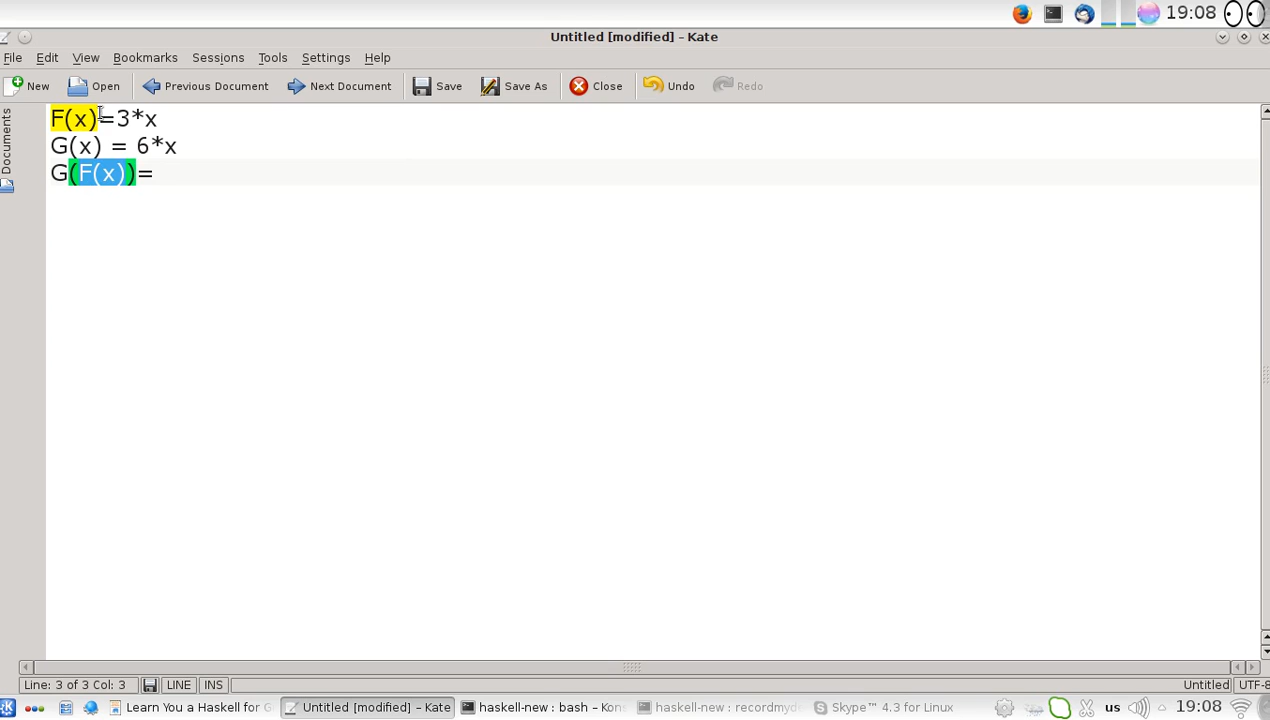 19:08
Untitled [modified] – Kate
File Edit View Bookmarks Sessions Tools Settings Help
New Open Previous Document Next Document Save Save As Close Undo Redo
Documents
F(x)=3*x
G(x) = 6*x
G(F(x))=
Line: 3 of 3 Col: 3 LINE INS Untitled UTF-8
Learn You a Haskell for G Untitled [modified] – Kate haskell-new : bash – Kon haskell-new : recordmyd Skype™ 4.3 for Linux us 19:08